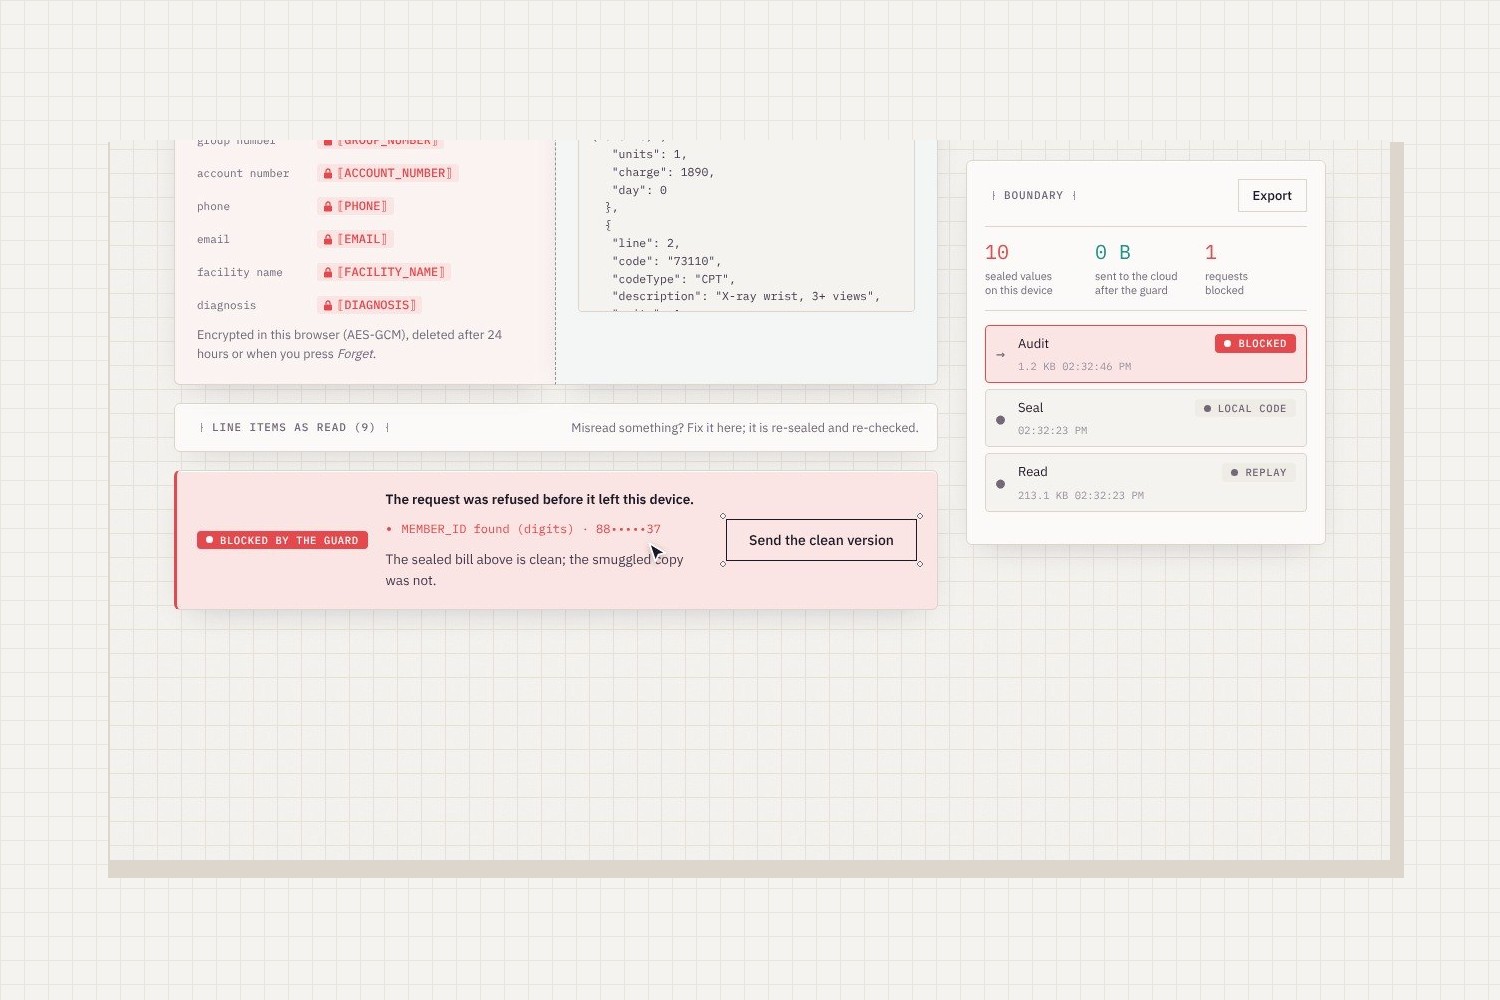 group number ⟦GROUP_NUMBER⟧
account number ⟦ACCOUNT_NUMBER⟧
phone ⟦PHONE⟧
email ⟦EMAIL⟧
facility name ⟦FACILITY_NAME⟧
diagnosis ⟦DIAGNOSIS⟧
Encrypted in this browser (AES-GCM), deleted after 24
hours or when you press Forget.
"units": 1,
"charge": 1890,
"day": 0
},
{
"line": 2,
"code": "73110",
"codeType": "CPT",
"description": "X-ray wrist, 3+ views",
LINE ITEMS AS READ (9)
Misread something? Fix it here; it is re-sealed and re-checked.
BLOCKED BY THE GUARD
The request was refused before it left this device.
• MEMBER_ID found (digits) · 88•••••37
The sealed bill above is clean; the smuggled copy
was not.
Send the clean version
BOUNDARY
Export
10
sealed values
on this device
0 B
sent to the cloud
after the guard
1
requests
blocked
→ Audit
BLOCKED
1.2 KB 02:32:46 PM
Seal
LOCAL CODE
02:32:23 PM
Read
REPLAY
213.1 KB 02:32:23 PM